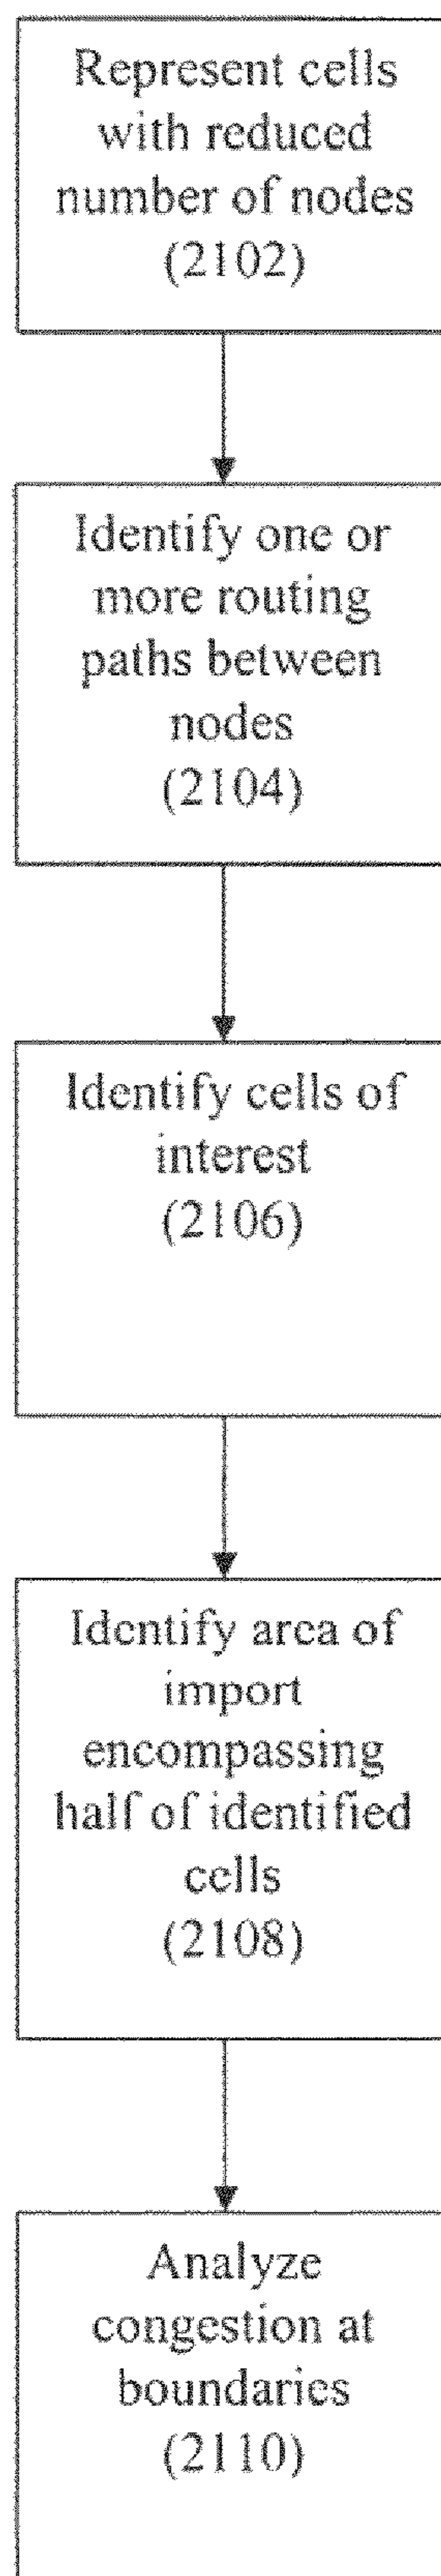 Represent cells
with reduced
number of nodes
(2102)
Identify one or
more routing
paths between
nodes
(2104)
Identify cells of
interest
(2106)
Identify area of
import
encompassing
half of identified
cells
(2108)
Analyze
congestion at
boundaries
(2110)